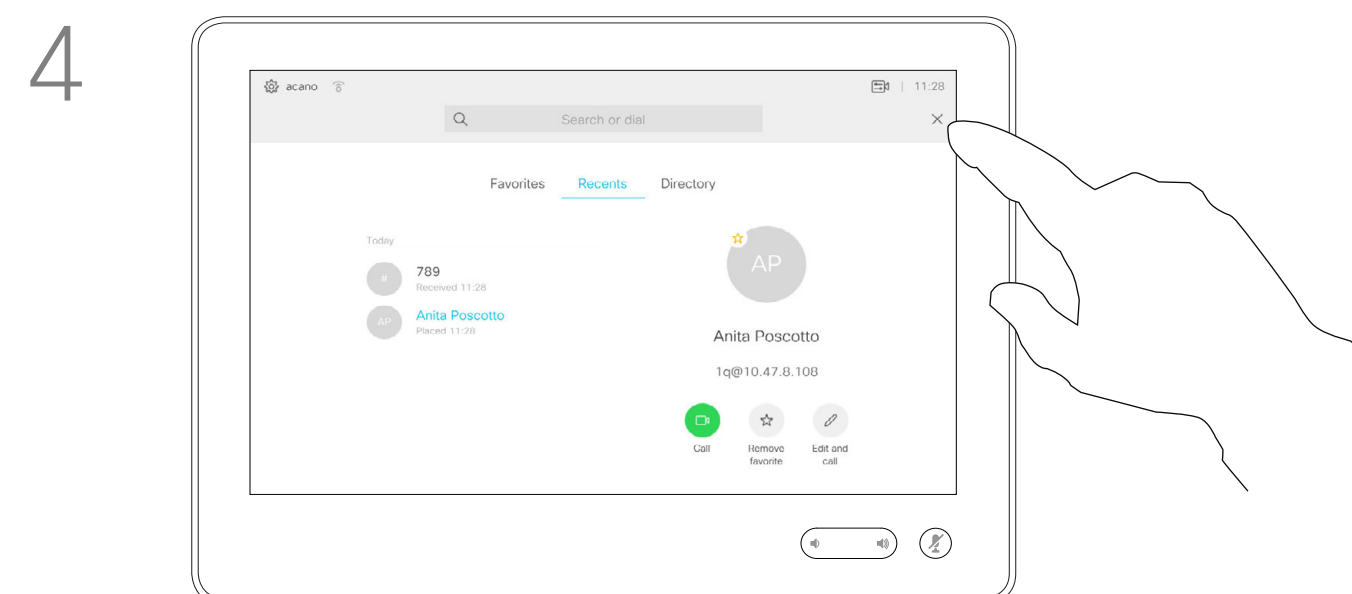 4
acano
11:28
Search or dial
Favorites Recents Directory
Today
#
789
Received 11:28
AP
Anita Poscotto
Placed 11:28
AP
Anita Poscotto
1q@10.47.8.108
Call
Remove
favorite
Edit and
call